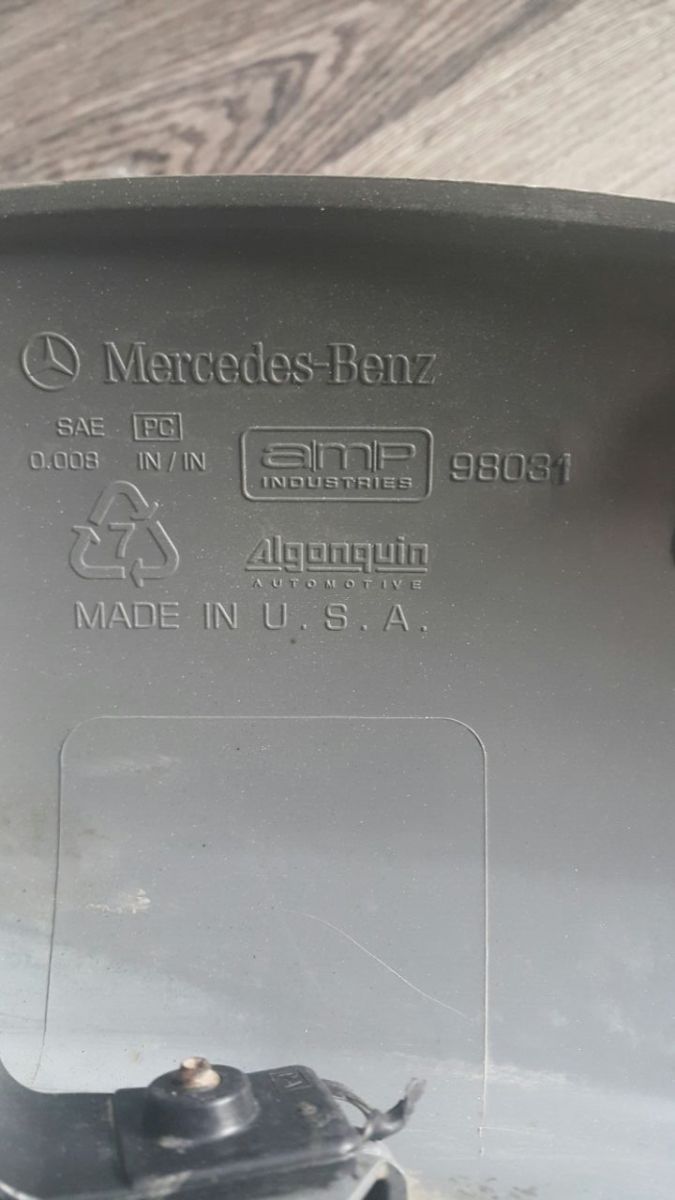 Mercedes-Benz
SAE PC
0.008 IN/IN
amp
INDUSTRIES
98031
7
Algonquin
AUTOMOTIVE
MADE IN U.S.A.